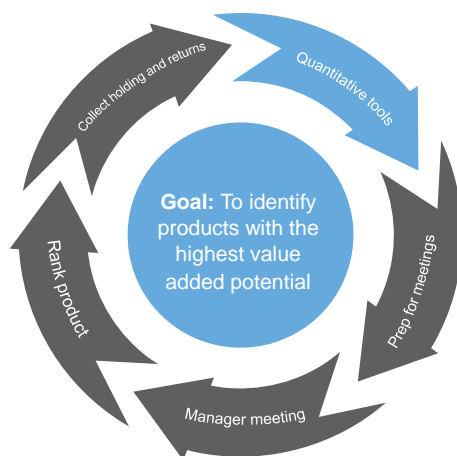 Collect holding and returns
Quantitative tools
Goal: To identify
products with the
highest value
added potential
Prep for meetings
Manager meeting
Rank product